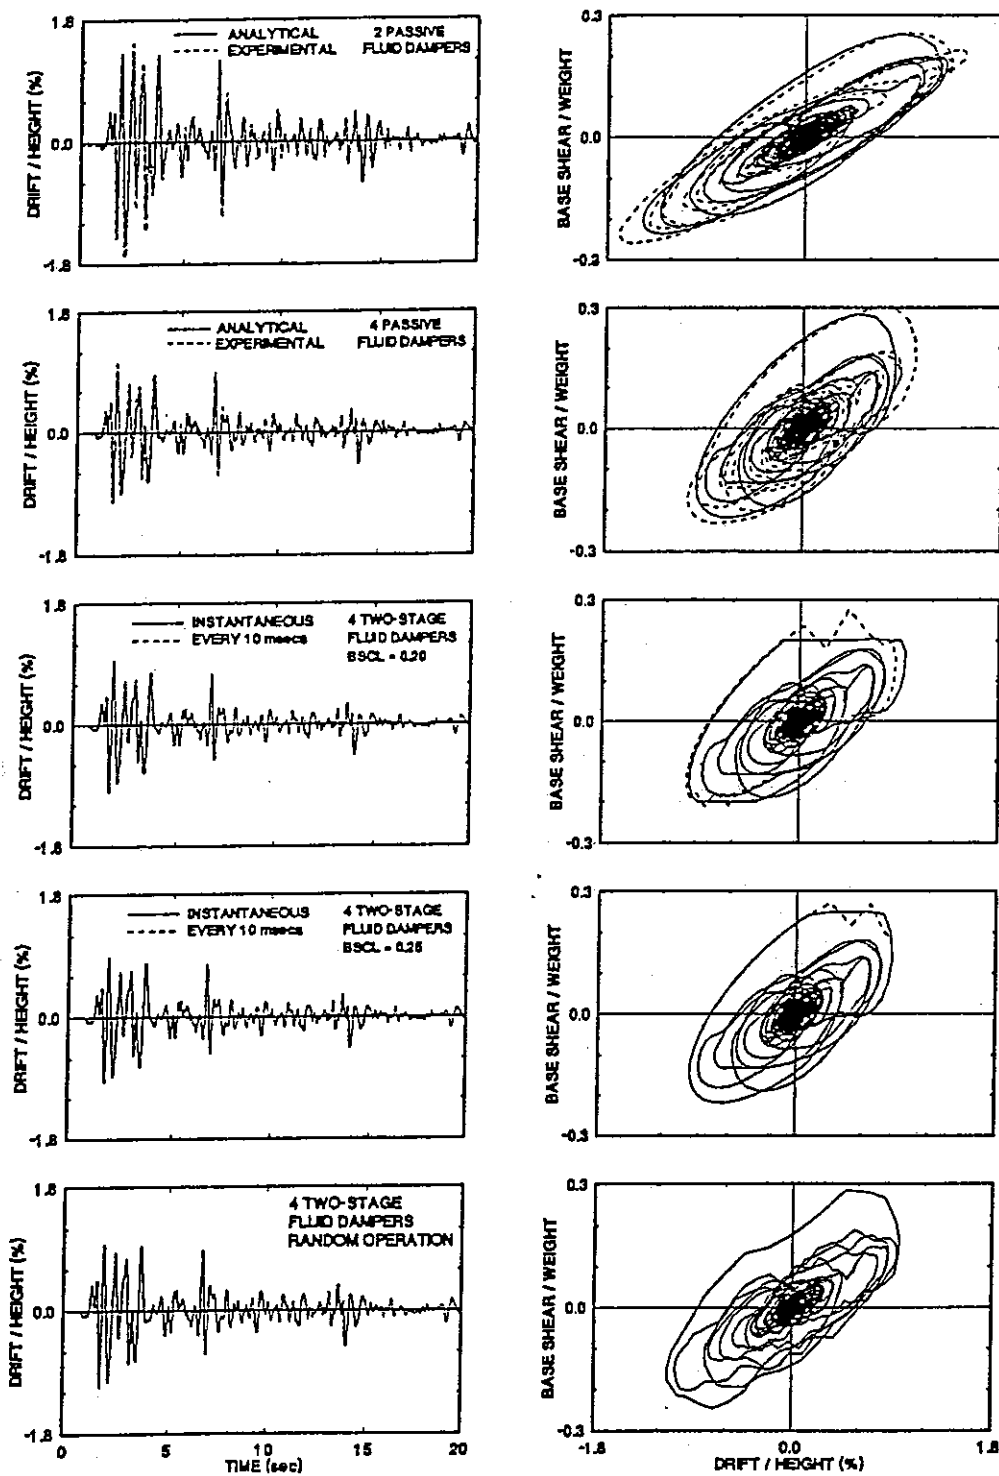 1.8
ANALYTICAL
EXPERIMENTAL
2 PASSIVE
FLUID DAMPERS
DRIFT / HEIGHT (%)
0.0
-1.8
0.3
BASE SHEAR / WEIGHT
0.0
-0.3
1.8
ANALYTICAL
EXPERIMENTAL
4 PASSIVE
FLUID DAMPERS
DRIFT / HEIGHT (%)
0.0
-1.8
0.3
BASE SHEAR / WEIGHT
0.0
-0.3
1.8
INSTANTANEOUS
EVERY 10 msecs
4 TWO-STAGE
FLUID DAMPERS
BSCL = 0.20
DRIFT / HEIGHT (%)
0.0
-1.8
0.3
BASE SHEAR / WEIGHT
0.0
-0.3
1.8
INSTANTANEOUS
EVERY 10 msecs
4 TWO-STAGE
FLUID DAMPERS
BSCL = 0.25
DRIFT / HEIGHT (%)
0.0
-1.8
0.3
BASE SHEAR / WEIGHT
0.0
-0.3
1.8
4 TWO-STAGE
FLUID DAMPERS
RANDOM OPERATION
DRIFT / HEIGHT (%)
0.0
-1.8
0
5
10
15
20
TIME (sec)
0.3
BASE SHEAR / WEIGHT
0.0
-0.3
-1.8
0.0
1.8
DRIFT / HEIGHT (%)